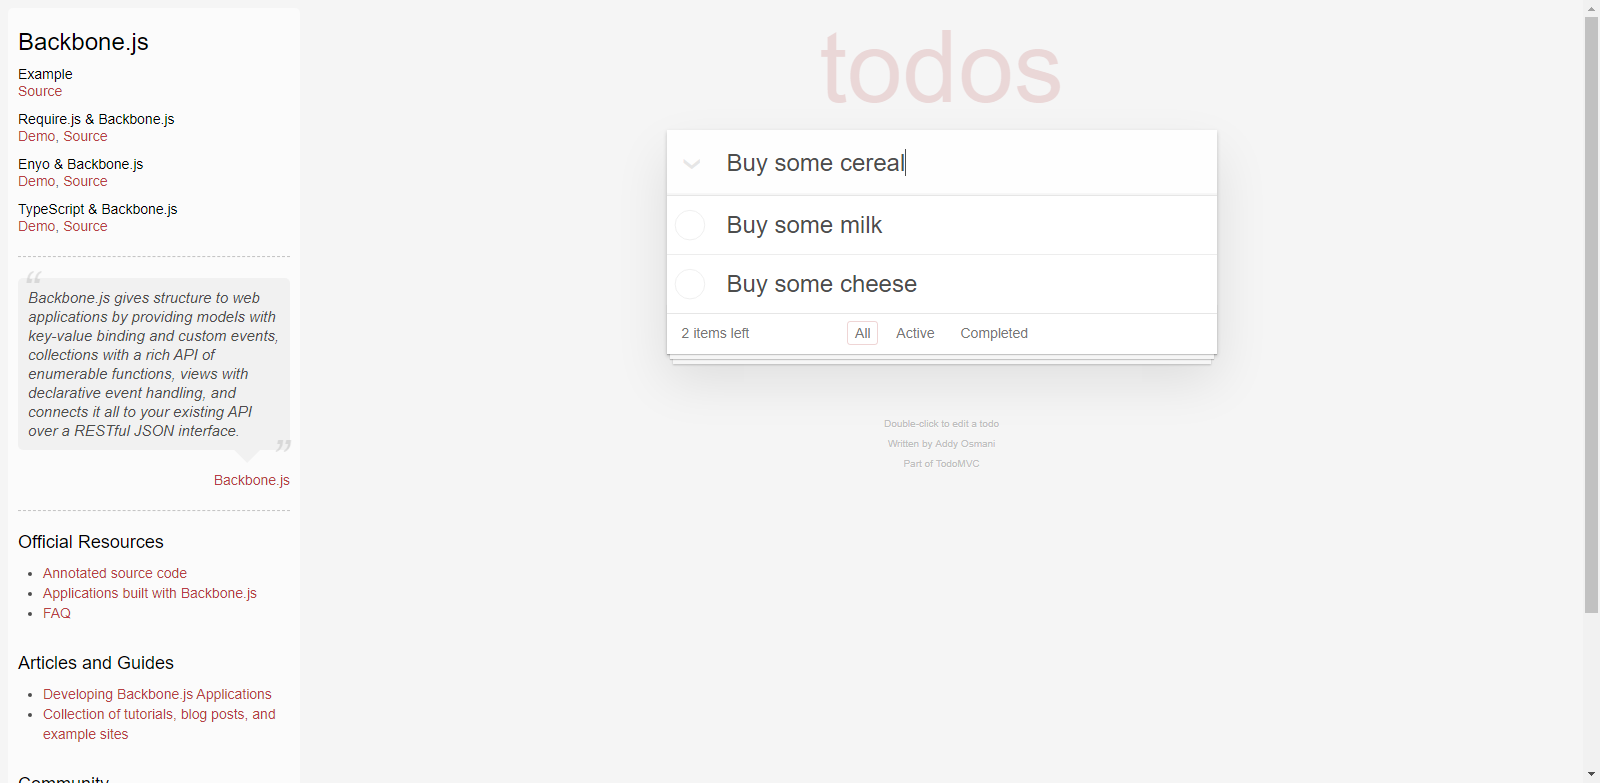 Backbone.js
Example
Source
Require.js & Backbone.js
Demo, Source
Enyo & Backbone.js
Demo, Source
TypeScript & Backbone.js
Demo, Source
“
Backbone.js gives structure to web
applications by providing models with
key-value binding and custom events,
collections with a rich API of
enumerable functions, views with
declarative event handling, and
connects it all to your existing API
over a RESTful JSON interface.
”
Backbone.js
Official Resources
Annotated source code
Applications built with Backbone.js
FAQ
Articles and Guides
Developing Backbone.js Applications
Collection of tutorials, blog posts, and
example sites
Community
todos
Buy some cereal
Buy some milk
Buy some cheese
2 items left
All
Active
Completed
Double-click to edit a todo
Written by Addy Osmani
Part of TodoMVC